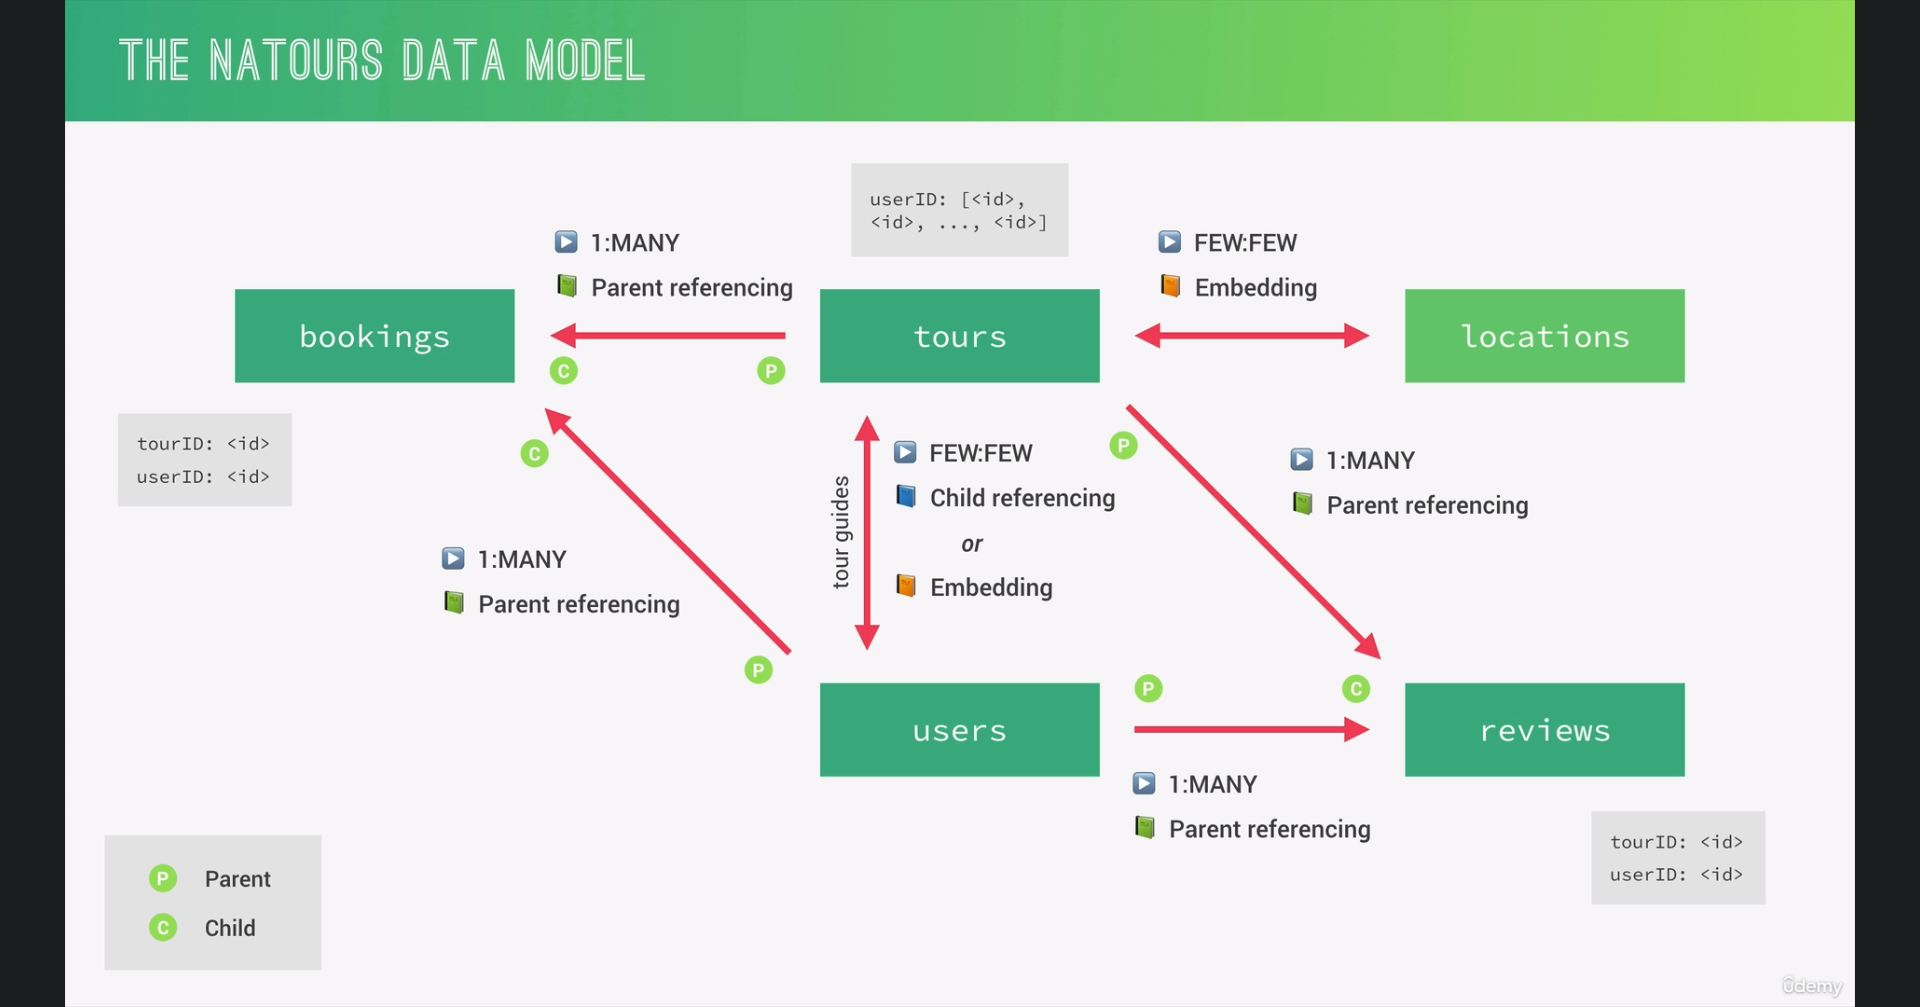 THE NATOURS DATA MODEL
userID: [<id>,
<id>, ..., <id>]
1:MANY
Parent referencing
FEW:FEW
Embedding
bookings
tours
locations
C
P
tourID: <id>
userID: <id>
C
1:MANY
Parent referencing
P
tour guides
FEW:FEW
Child referencing
or
Embedding
P
1:MANY
Parent referencing
users
P
C
reviews
1:MANY
Parent referencing
tourID: <id>
userID: <id>
P Parent
C Child
ûdemy